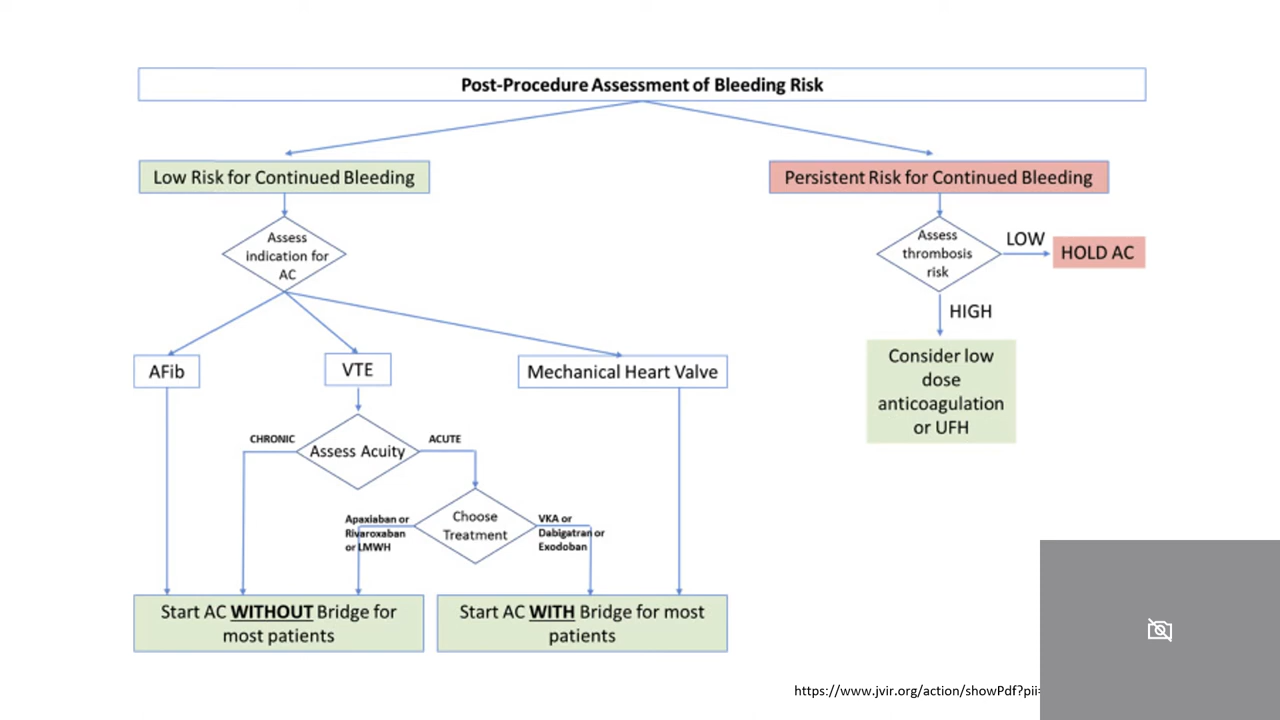 Post-Procedure Assessment of Bleeding Risk
Low Risk for Continued Bleeding
Persistent Risk for Continued Bleeding
Assess
indication for
AC
Assess
thrombosis
risk
LOW
HOLD AC
HIGH
Consider low
dose
anticoagulation
or UFH
AFib
VTE
Mechanical Heart Valve
CHRONIC
Assess Acuity
ACUTE
Apaxiaban or
Rivaroxaban
or LMWH
Choose
Treatment
VKA or
Dabigatran or
Exodoban
Start AC WITHOUT Bridge for
most patients
Start AC WITH Bridge for most
patients
https://www.jvir.org/action/showPdf?pii=